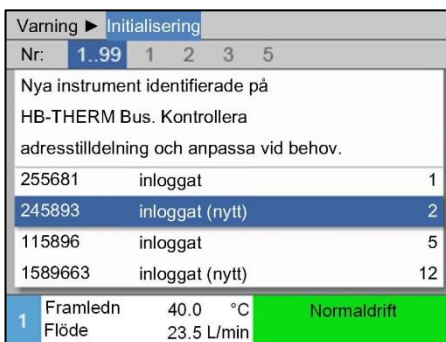 Varning ► Initialisering
Nr: 1..99 1 2 3 5
Nya instrument identifierade på
HB-THERM Bus. Kontrollera
adresstilldelning och anpassa vid behov.
255681 inloggat 1
245893 inloggat (nytt) 2
115896 inloggat 5
1589663 inloggat (nytt) 12
1 Framledn 40.0 °C Normaldrift
Flöde 23.5 L/min